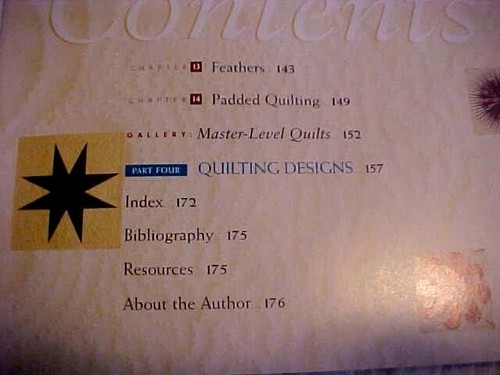 Contents
CHAPTER 13 Feathers 143
CHAPTER 14 Padded Quilting 149
GALLERY: Master-Level Quilts 152
PART FOUR QUILTING DESIGNS 157
Index 172
Bibliography 175
Resources 175
About the Author 176